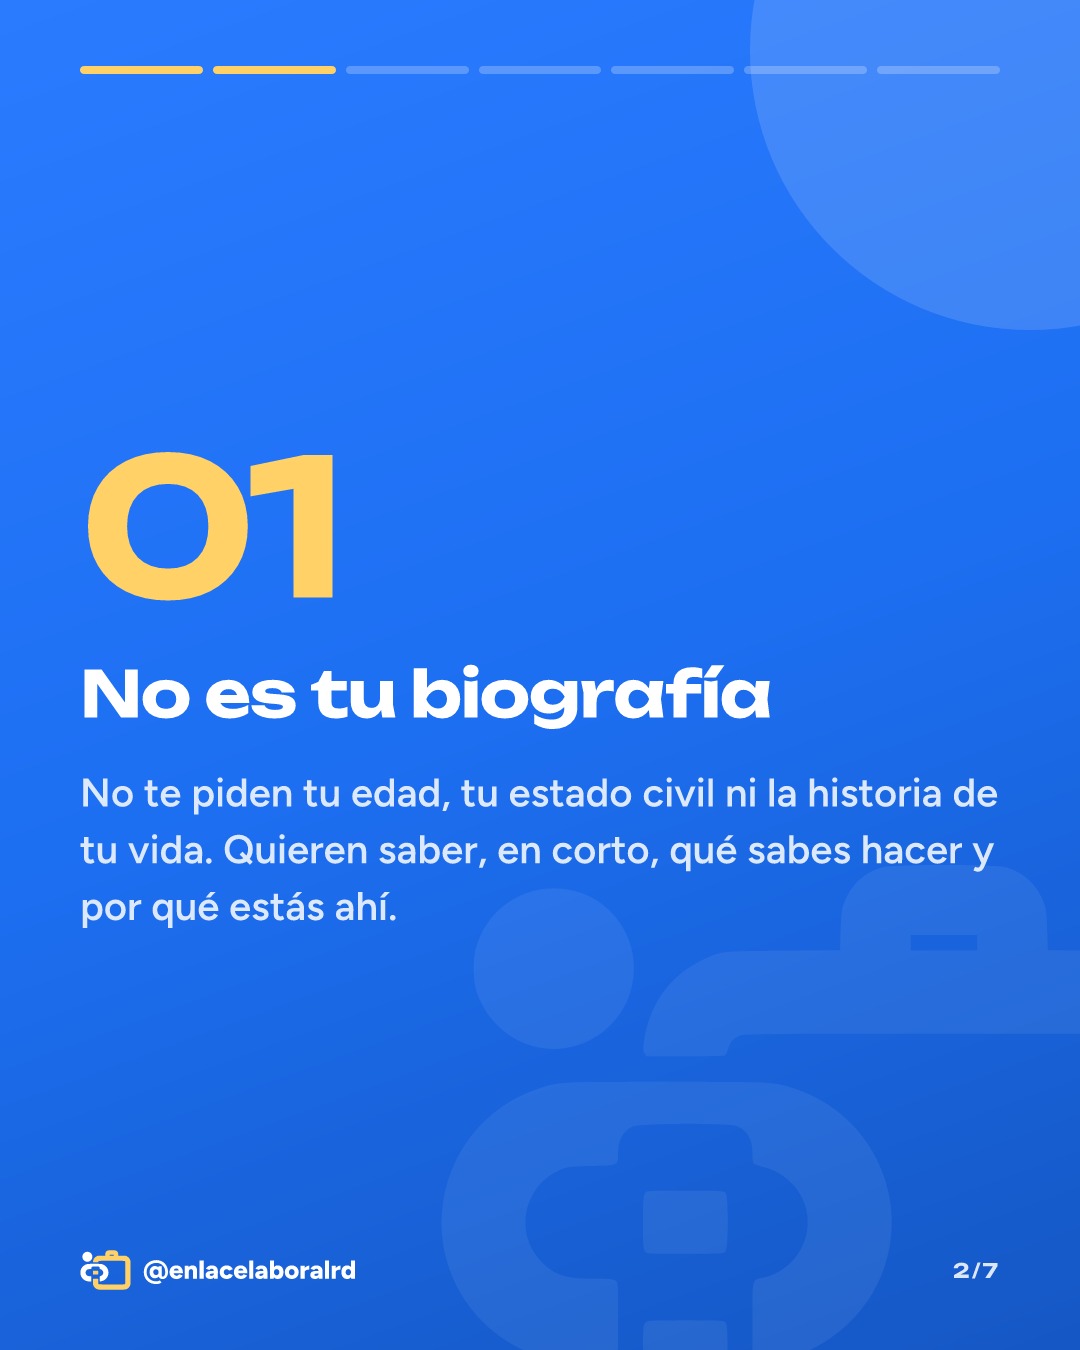 01
No es tu biografía
No te piden tu edad, tu estado civil ni la historia de
tu vida. Quieren saber, en corto, qué sabes hacer y
por qué estás ahí.
@enlacelaboralrd
2/7